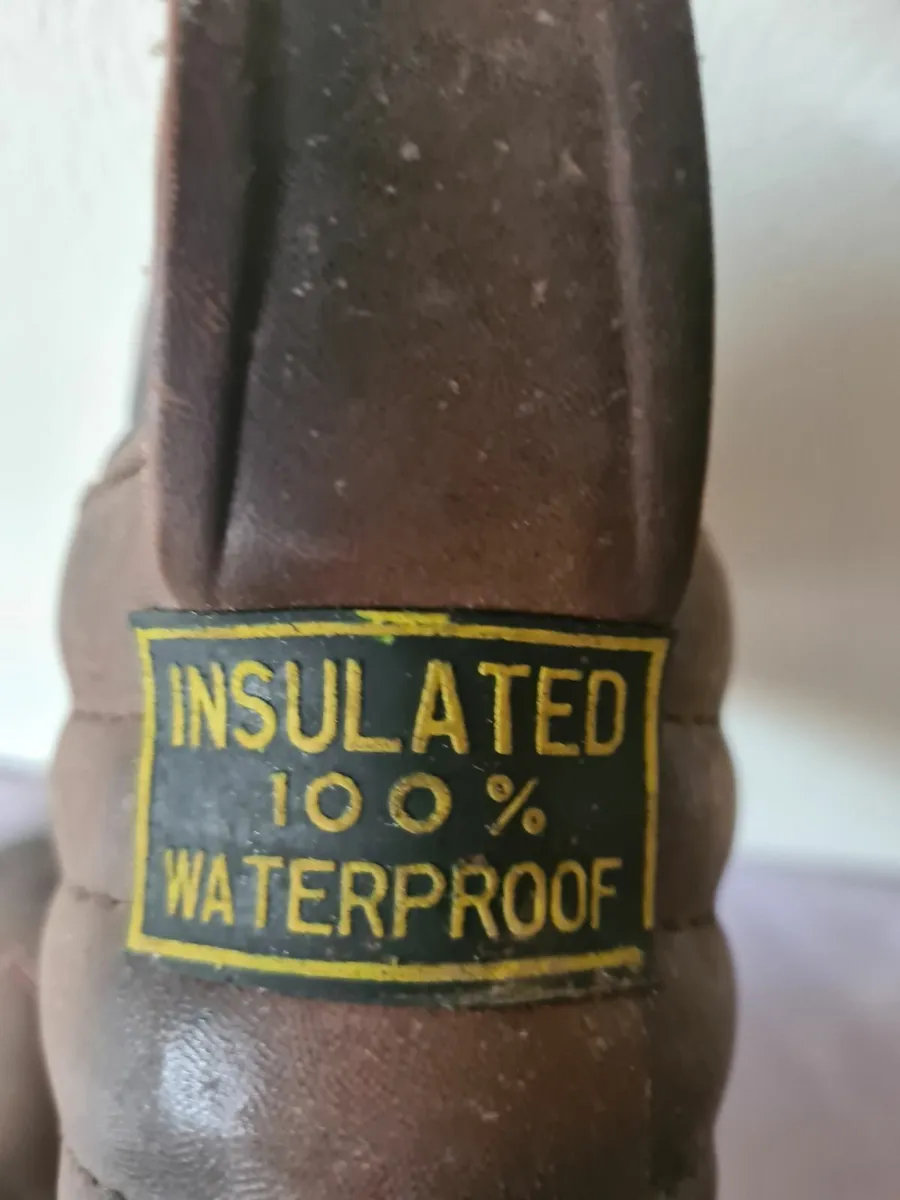 INSULATED
100%
WATERPROOF